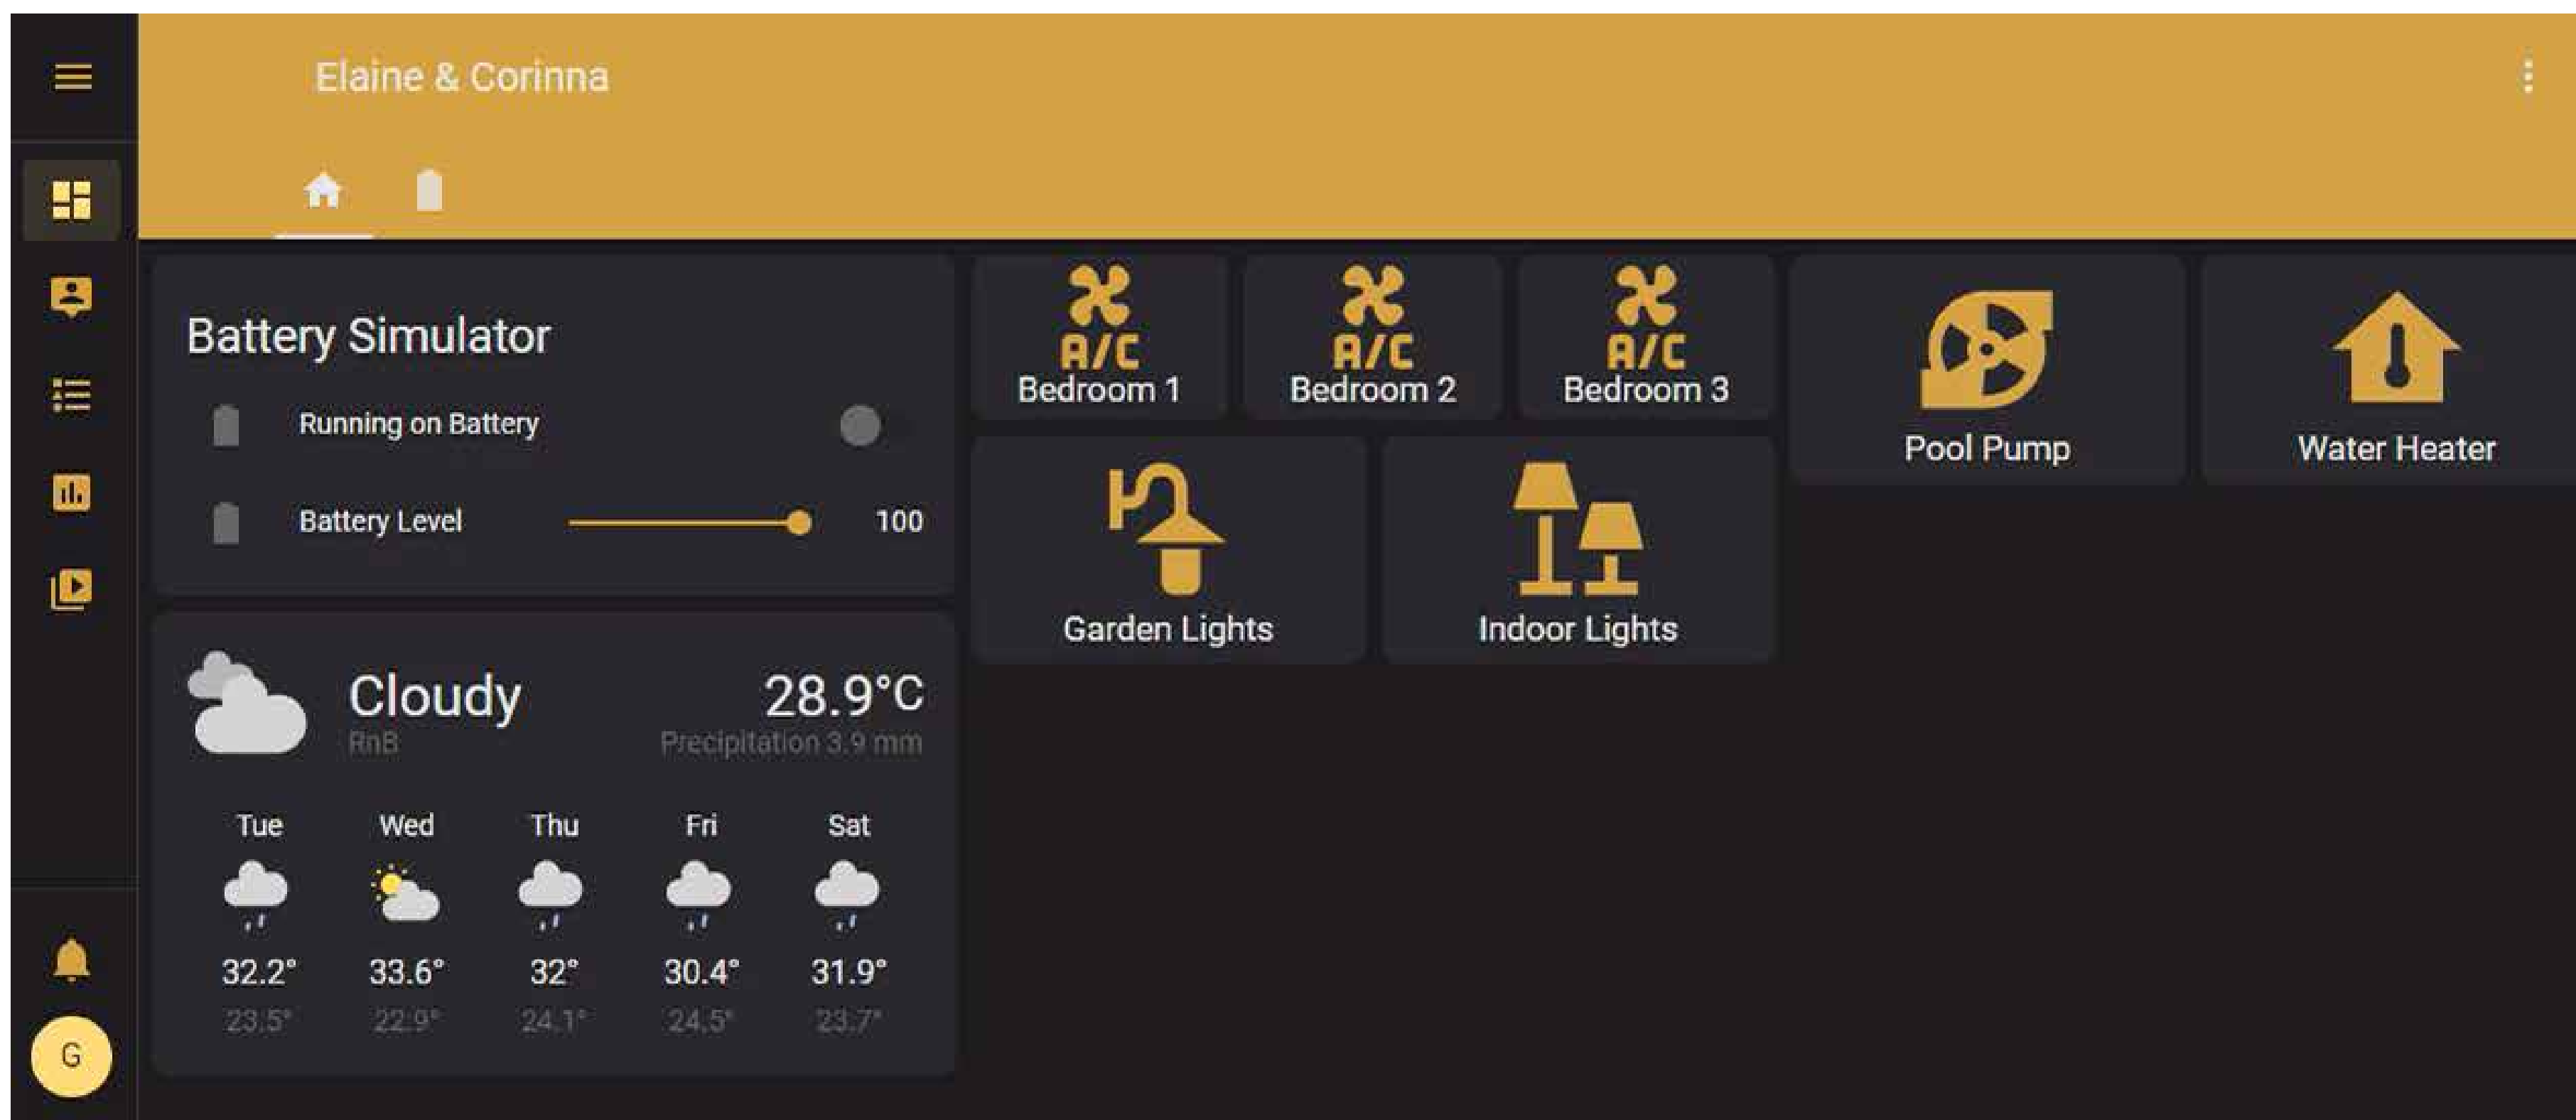 Elaine & Corinna
Battery Simulator
Running on Battery
Battery Level 100
Cloudy 28.9°C
RnB Precipitation 3.9 mm
Tue Wed Thu Fri Sat
32.2° 33.6° 32° 30.4° 31.9°
23.5° 22.9° 24.1° 24.5° 23.7°
A/C A/C A/C
Bedroom 1 Bedroom 2 Bedroom 3
Pool Pump Water Heater
Garden Lights Indoor Lights
G